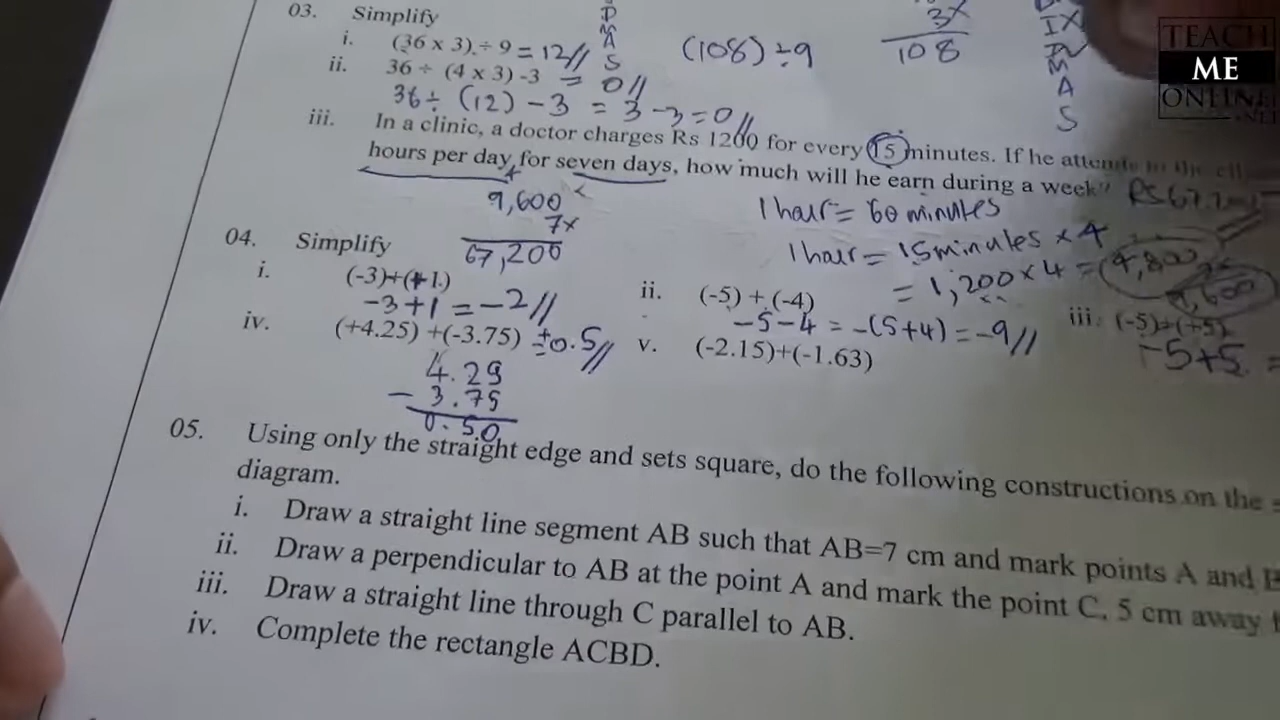 03. Simplify
i. (36 x 3) ÷ 9 = 12//
(108) ÷ 9
3x
108
ii. 36 ÷ (4 x 3) -3 = 0//
36 ÷ (12) - 3 = 3 - 3 = 0//
D
M
A
S
M
A
S
TEACH
ME
ONLINE
iii. In a clinic, a doctor charges Rs 1200 for every 15 minutes. If he attends to the
hours per day for seven days, how much will he earn during a week?
9,600
7x
67,200
1 hour = 60 minutes
1 hour = 15 minutes x 4
= 1,200 x 4 = 4,800
9,600
04. Simplify
i. (-3)+(+1)
-3+1 = -2//
ii. (-5) + (-4)
-5-4 = -(5+4) = -9//
iii. (-5)+(+5)
-5+5 =
iv. (+4.25) +(-3.75) = +0.5//
4.25
- 3.75
0.50
v. (-2.15)+(-1.63)
05. Using only the straight edge and sets square, do the following constructions on the
diagram.
i. Draw a straight line segment AB such that AB=7 cm and mark points A and B
ii. Draw a perpendicular to AB at the point A and mark the point C, 5 cm away
iii. Draw a straight line through C parallel to AB.
iv. Complete the rectangle ACBD.